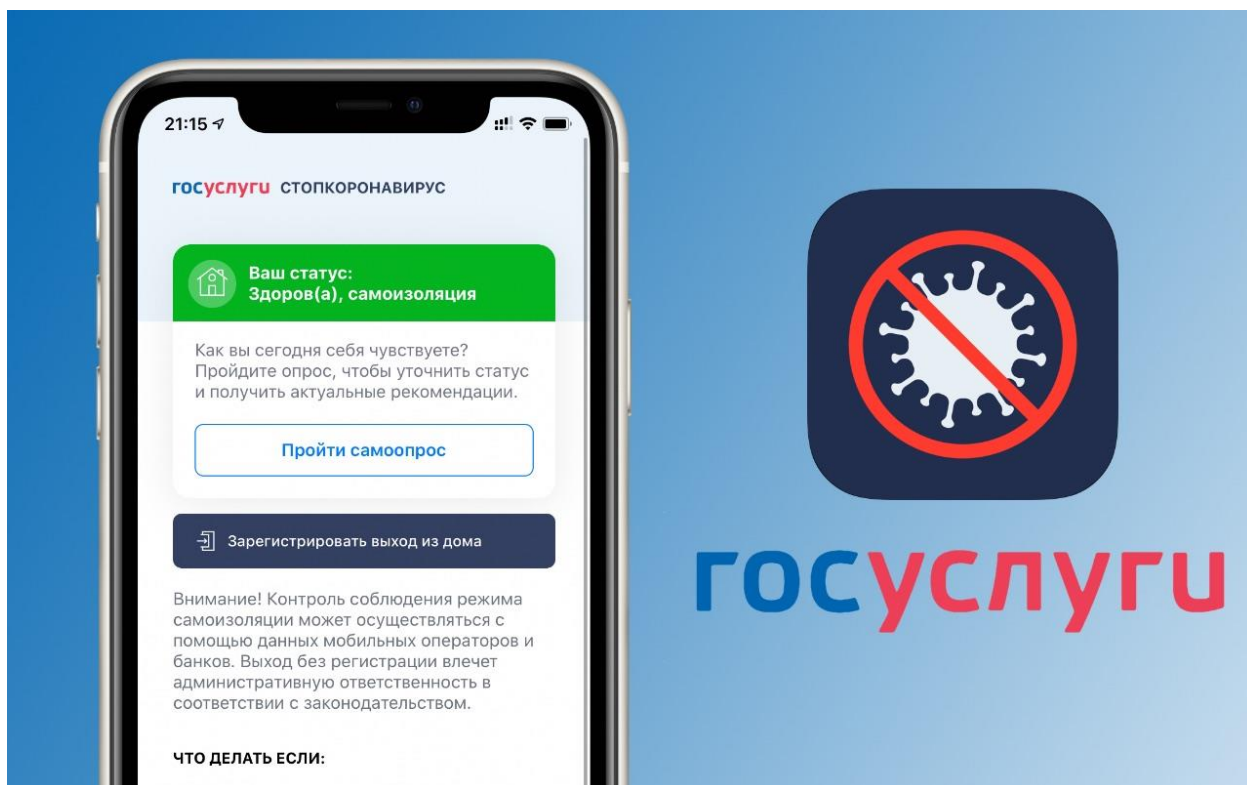 21:15
госуслуги СТОПКОРОНАВИРУС
Ваш статус:
Здоров(а), самоизоляция
Как вы сегодня себя чувствуете?
Пройдите опрос, чтобы уточнить статус
и получить актуальные рекомендации.
Пройти самоопрос
Зарегистрировать выход из дома
Внимание! Контроль соблюдения режима
самоизоляции может осуществляться с
помощью данных мобильных операторов и
банков. Выход без регистрации влечет
административную ответственность в
соответствии с законодательством.
ЧТО ДЕЛАТЬ ЕСЛИ:
госуслуги